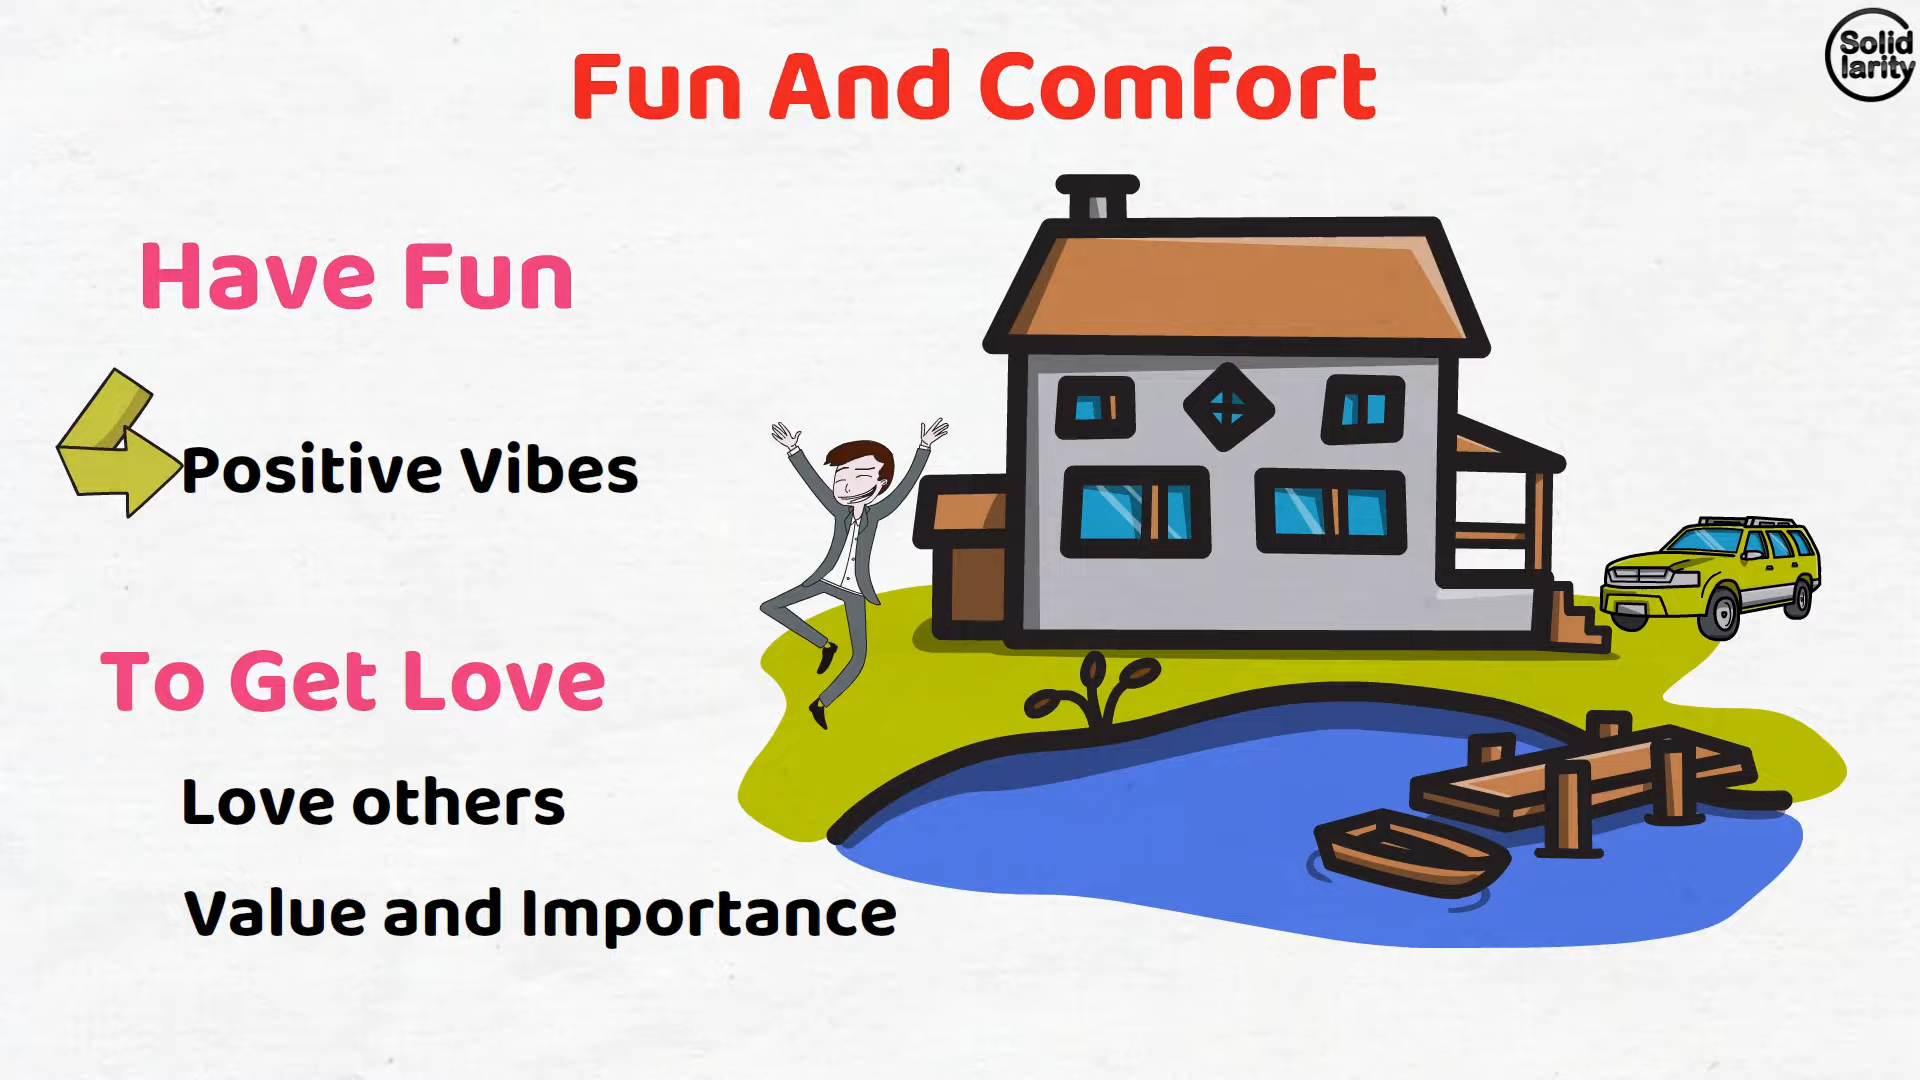 Fun And Comfort
Solid
larity
Have Fun
Positive Vibes
To Get Love
Love others
Value and Importance